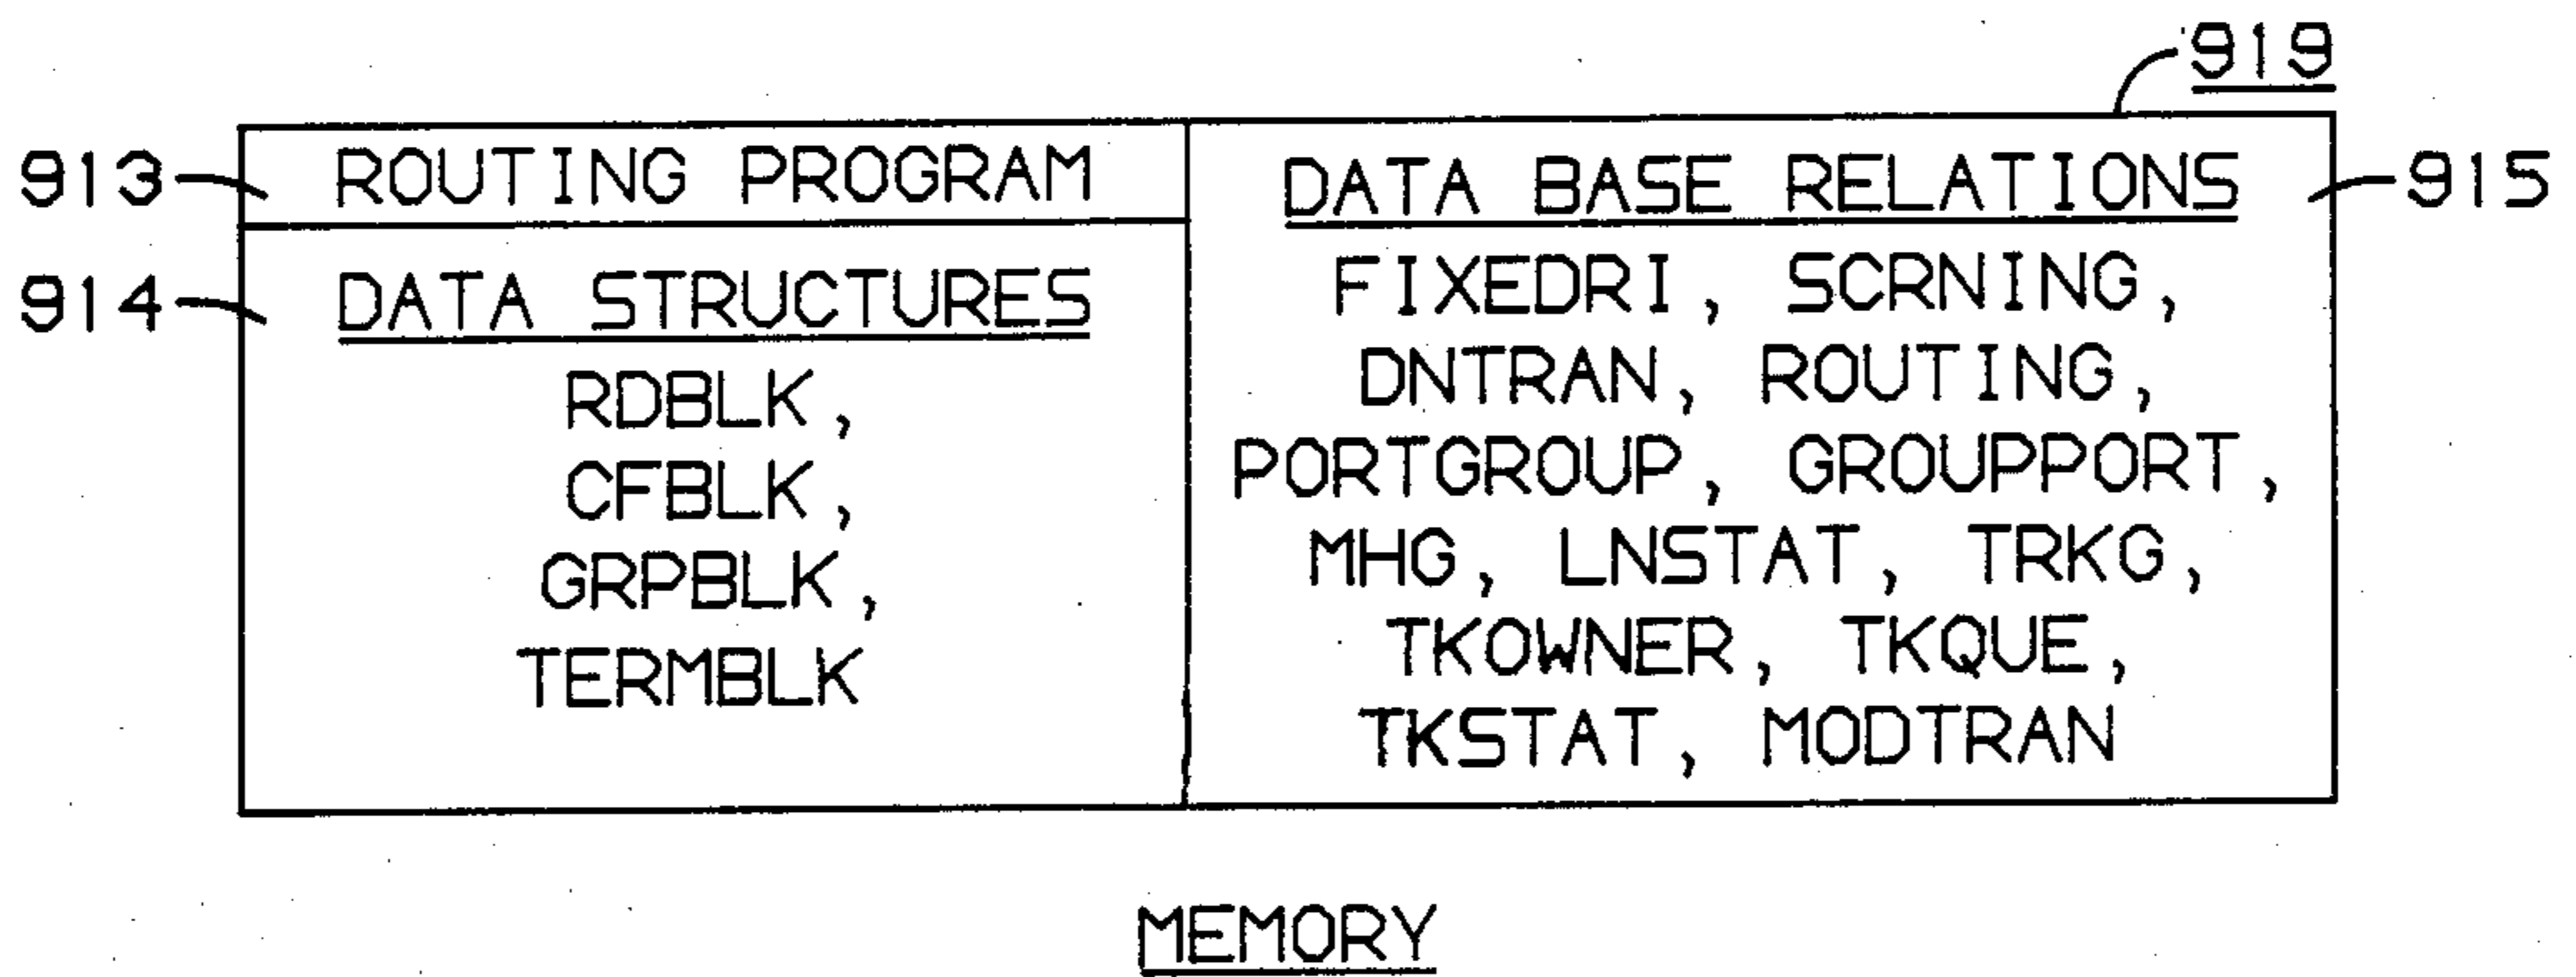 919
913
ROUTING PROGRAM
914
DATA STRUCTURES
RDBLK,
CFBLK,
GRPBLK,
TERMBLK
DATA BASE RELATIONS
915
FIXEDRI, SCRNING,
DNTRAN, ROUTING,
PORTGROUP, GROUPPORT,
MHG, LNSTAT, TRKG,
TKOWNER, TKQUE,
TKSTAT, MODTRAN
MEMORY